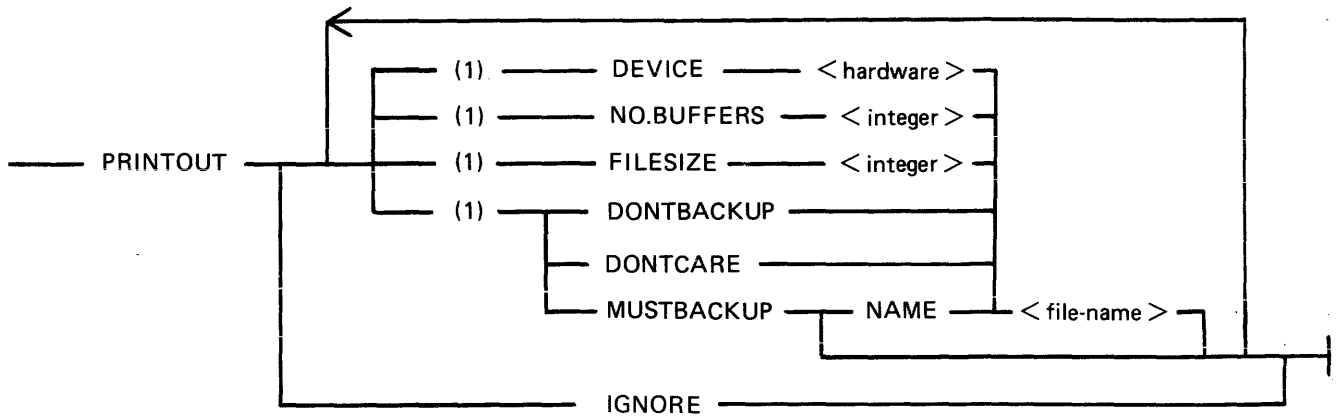 (1) DEVICE < hardware >
(1) NO.BUFFERS < integer >
PRINTOUT (1) FILESIZE < integer >
(1) DONTBACKUP
DONTCARE
MUSTBACKUP NAME < file-name >
IGNORE